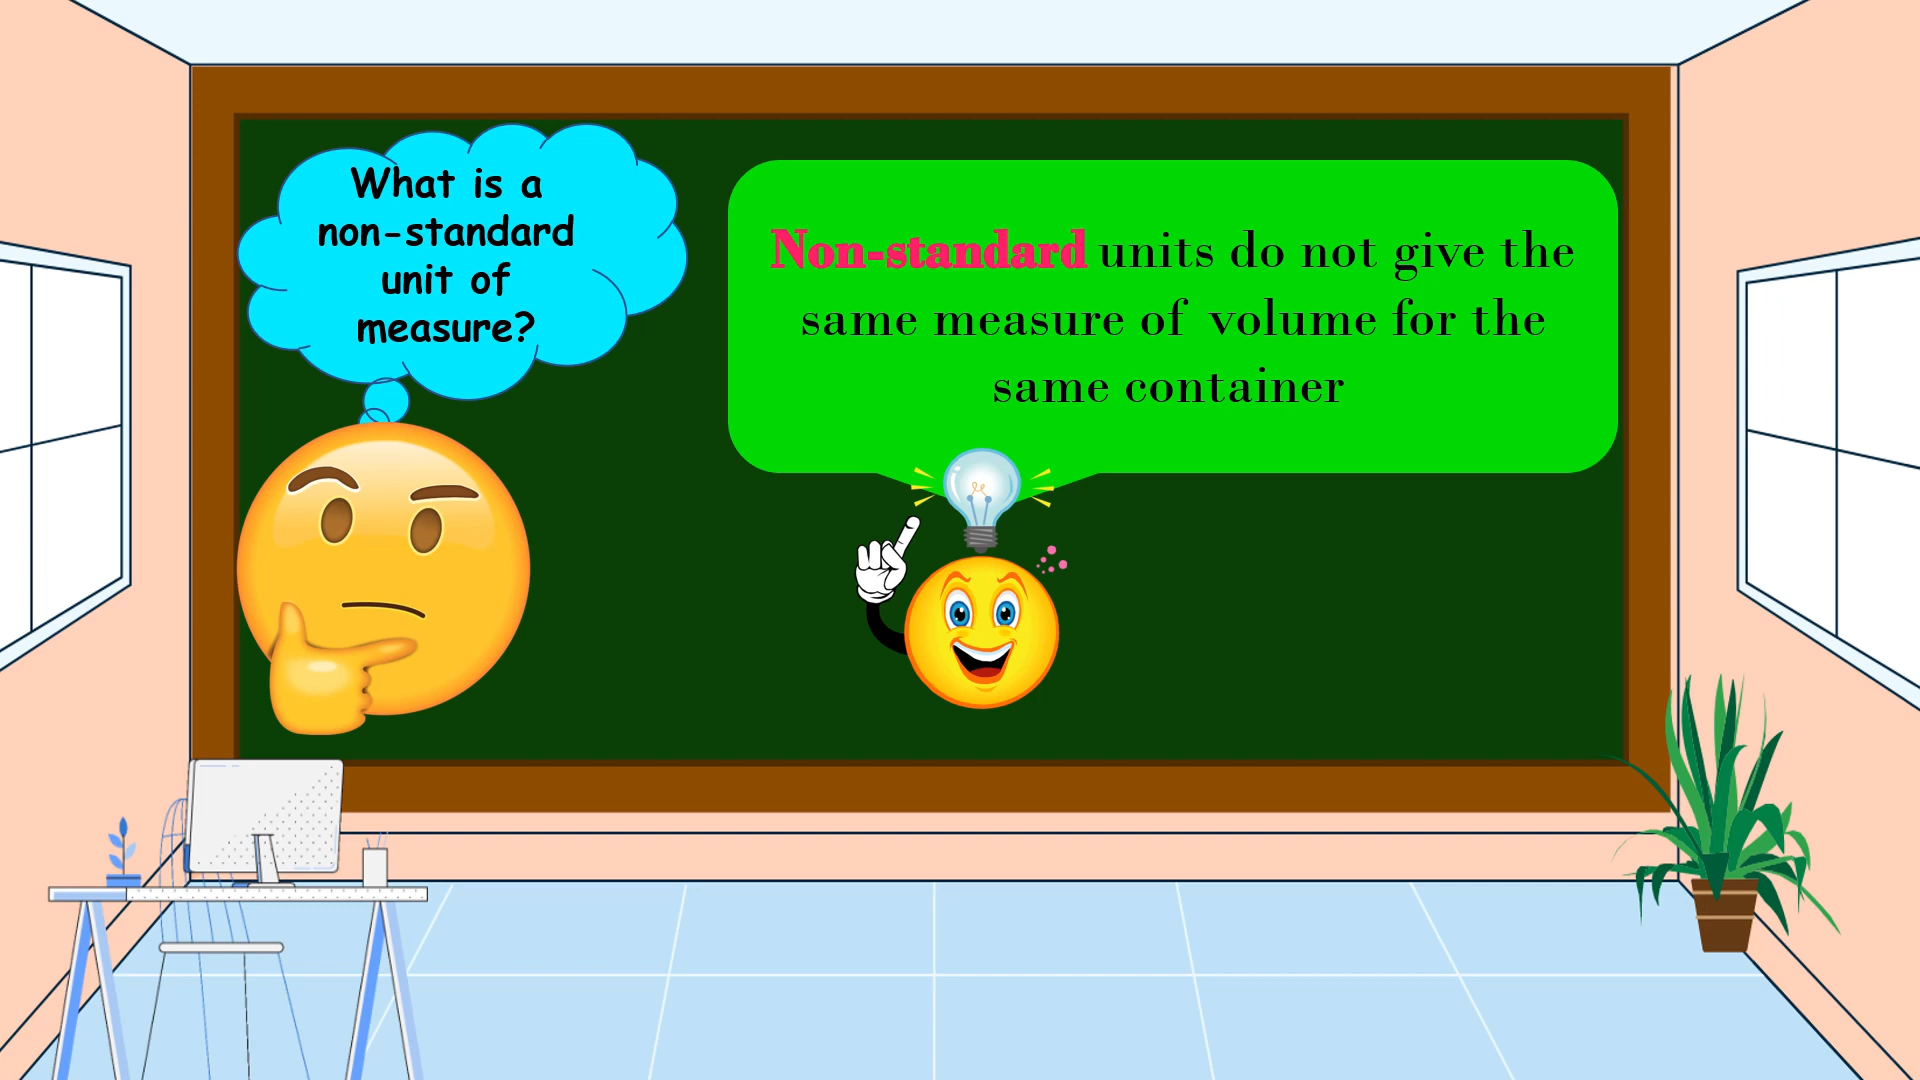 What is a
non-standard
unit of
measure?
Non-standard units do not give the
same measure of volume for the
same container